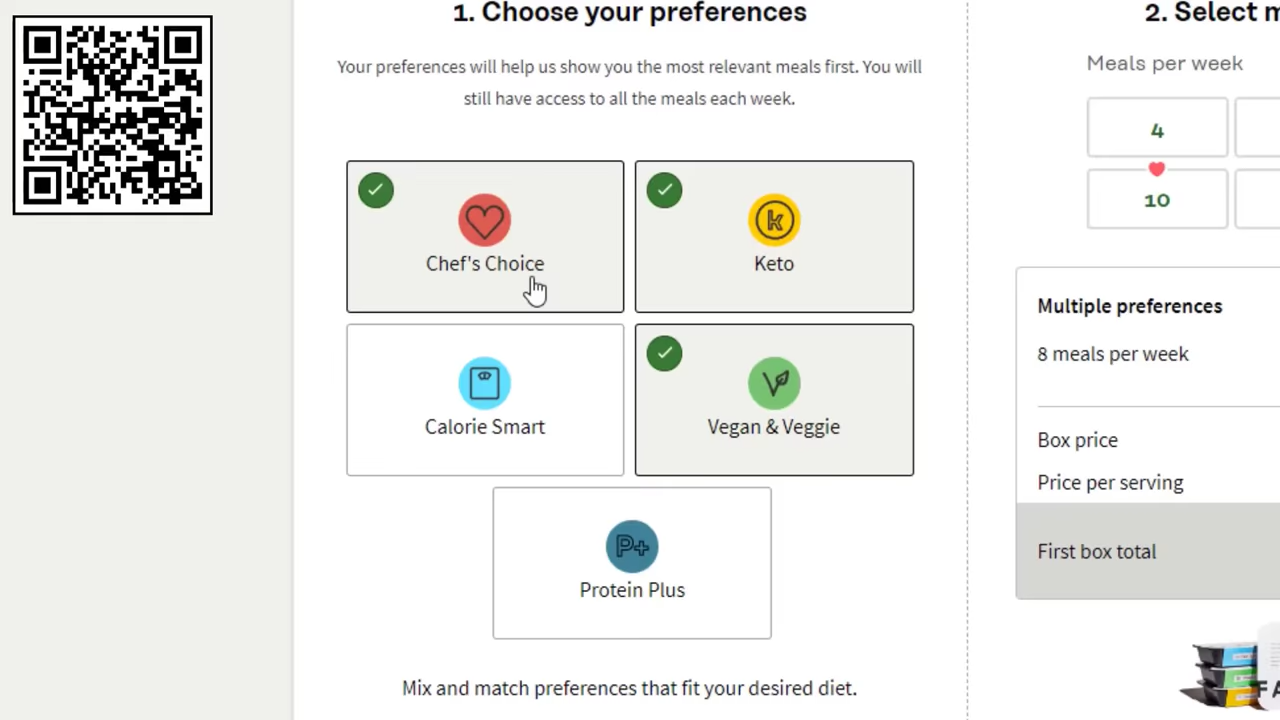 1. Choose your preferences
Your preferences will help us show you the most relevant meals first. You will
still have access to all the meals each week.
Chef's Choice
k
Keto
Calorie Smart
Vegan & Veggie
P+
Protein Plus
Mix and match preferences that fit your desired diet.
2. Select m
Meals per week
4
10
Multiple preferences
8 meals per week
Box price
Price per serving
First box total
FA